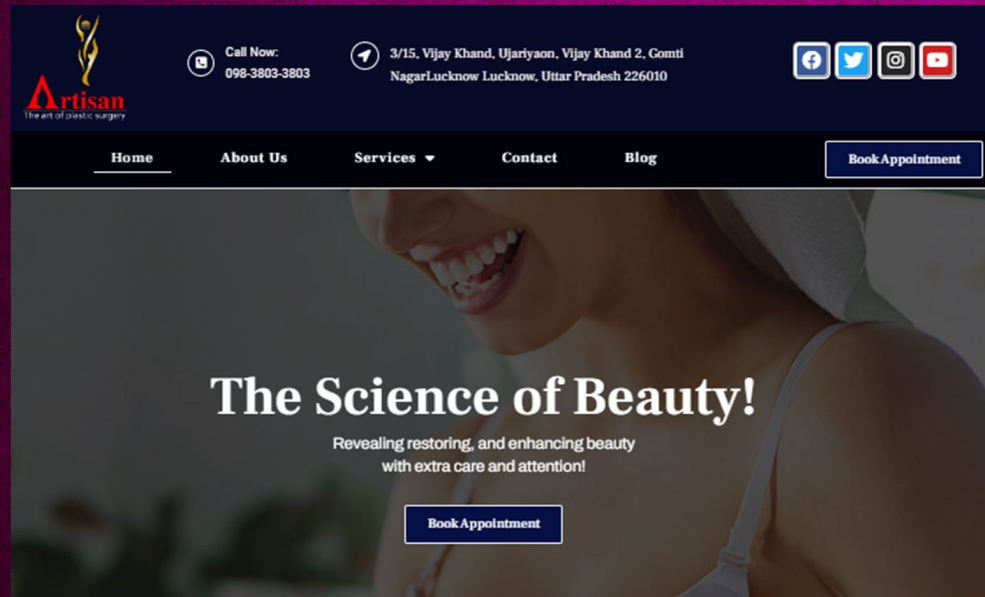 Artisan
The art of plastic surgery
Call Now:
098-3803-3803
3/15, Vijay Khand, Ujariyaon, Vijay Khand 2, Gomti
NagarLucknow Lucknow, Uttar Pradesh 226010
Home
About Us
Services
Contact
Blog
Book Appointment
The Science of Beauty!
Revealing restoring, and enhancing beauty
with extra care and attention!
Book Appointment